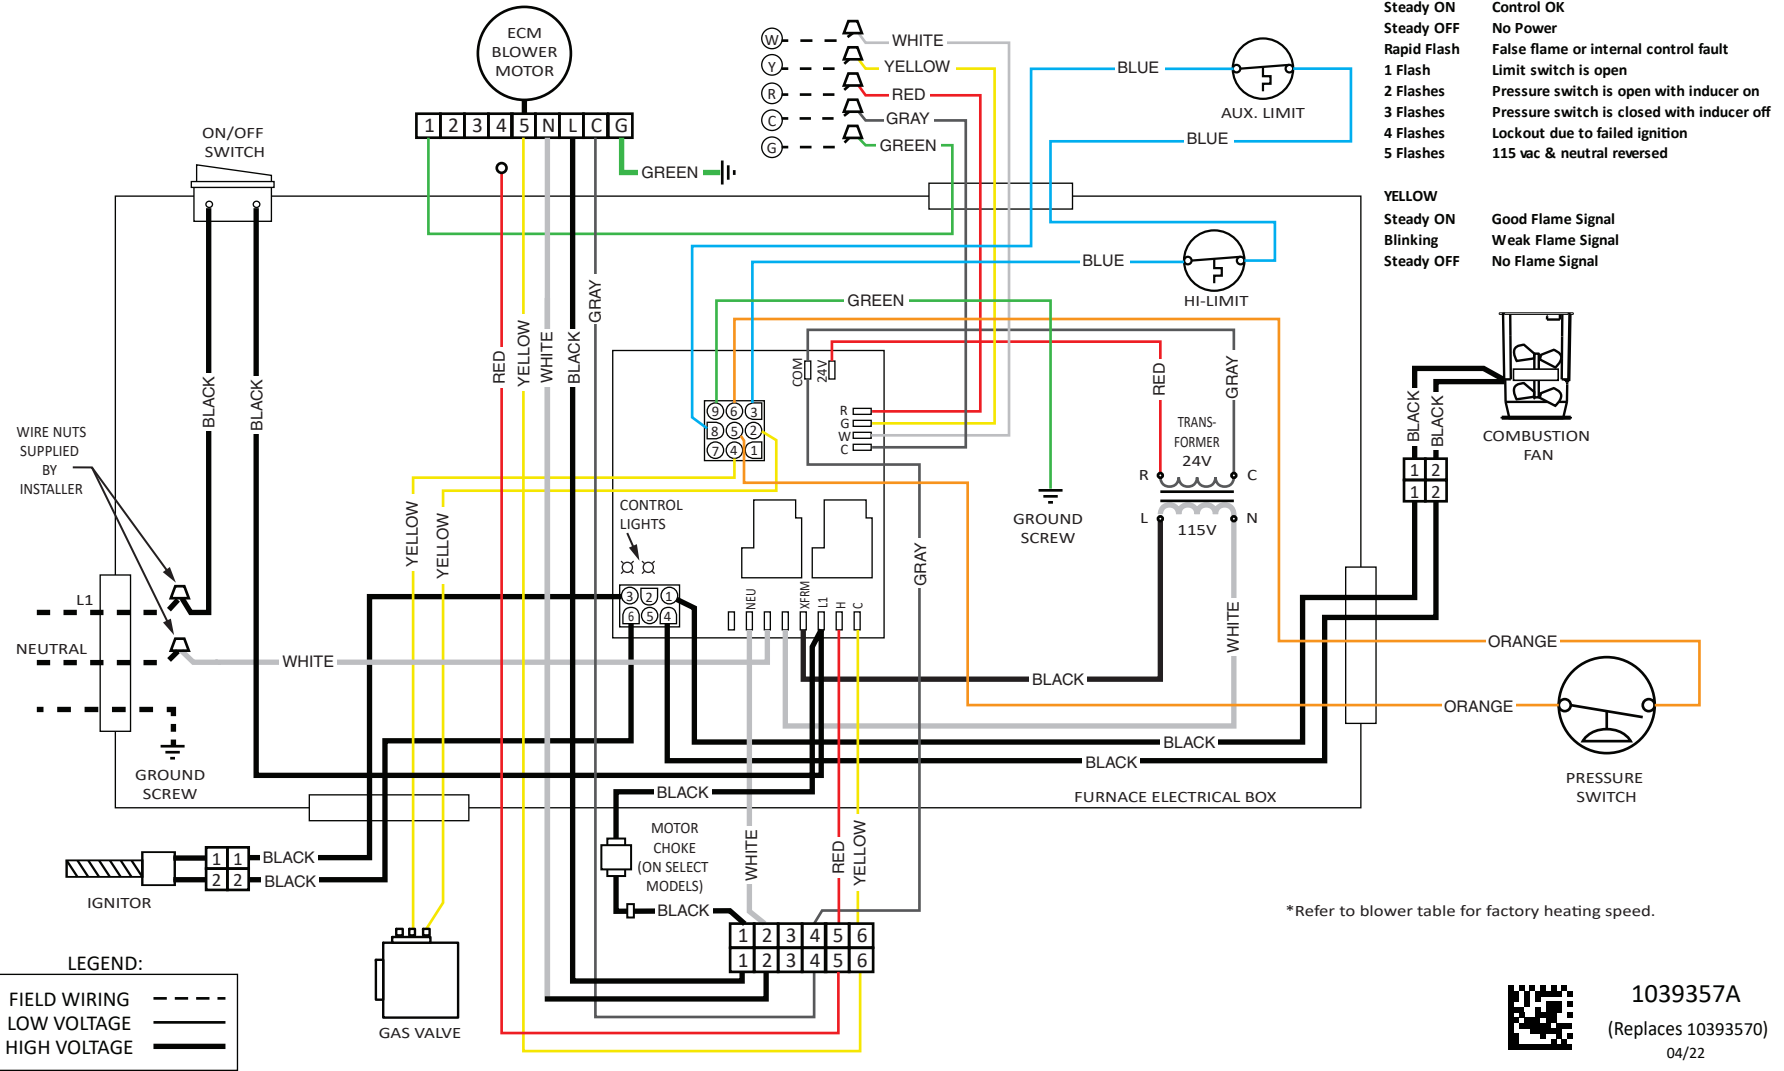 ECM
BLOWER
MOTOR
1 2 3 4 5 N L C G
GREEN
ON/OFF
SWITCH
W
WHITE
Y
YELLOW
R
RED
C
GRAY
G
GREEN
BLUE
AUX. LIMIT
BLUE
BLUE
HI-LIMIT
Steady ON Control OK
Steady OFF No Power
Rapid Flash False flame or internal control fault
1 Flash Limit switch is open
2 Flashes Pressure switch is open with inducer on
3 Flashes Pressure switch is closed with inducer off
4 Flashes Lockout due to failed ignition
5 Flashes 115 vac & neutral reversed
YELLOW
Steady ON Good Flame Signal
Blinking Weak Flame Signal
Steady OFF No Flame Signal
GREEN
BLACK
BLACK
RED
YELLOW
WHITE
BLACK
GRAY
COM
24V
9 6 3
8 5 2
7 4 1
R
G
W
C
RED
GRAY
TRANS-
FORMER
24V
R
C
L
N
115V
GROUND
SCREW
BLACK
BLACK
COMBUSTION
FAN
1 2
1 2
WIRE NUTS
SUPPLIED
BY
INSTALLER
YELLOW
YELLOW
CONTROL
LIGHTS
3 2 1
6 5 4
NEU
XFRM
L1
H
C
GRAY
WHITE
L1
NEUTRAL
WHITE
GROUND
SCREW
BLACK
ORANGE
ORANGE
BLACK
BLACK
PRESSURE
SWITCH
FURNACE ELECTRICAL BOX
BLACK
MOTOR
CHOKE
(ON SELECT
MODELS)
BLACK
WHITE
RED
YELLOW
1 2 3 4 5 6
1 2 3 4 5 6
1 1
2 2
BLACK
BLACK
IGNITOR
GAS VALVE
*Refer to blower table for factory heating speed.
LEGEND:
FIELD WIRING
LOW VOLTAGE
HIGH VOLTAGE
1039357A
(Replaces 10393570)
04/22